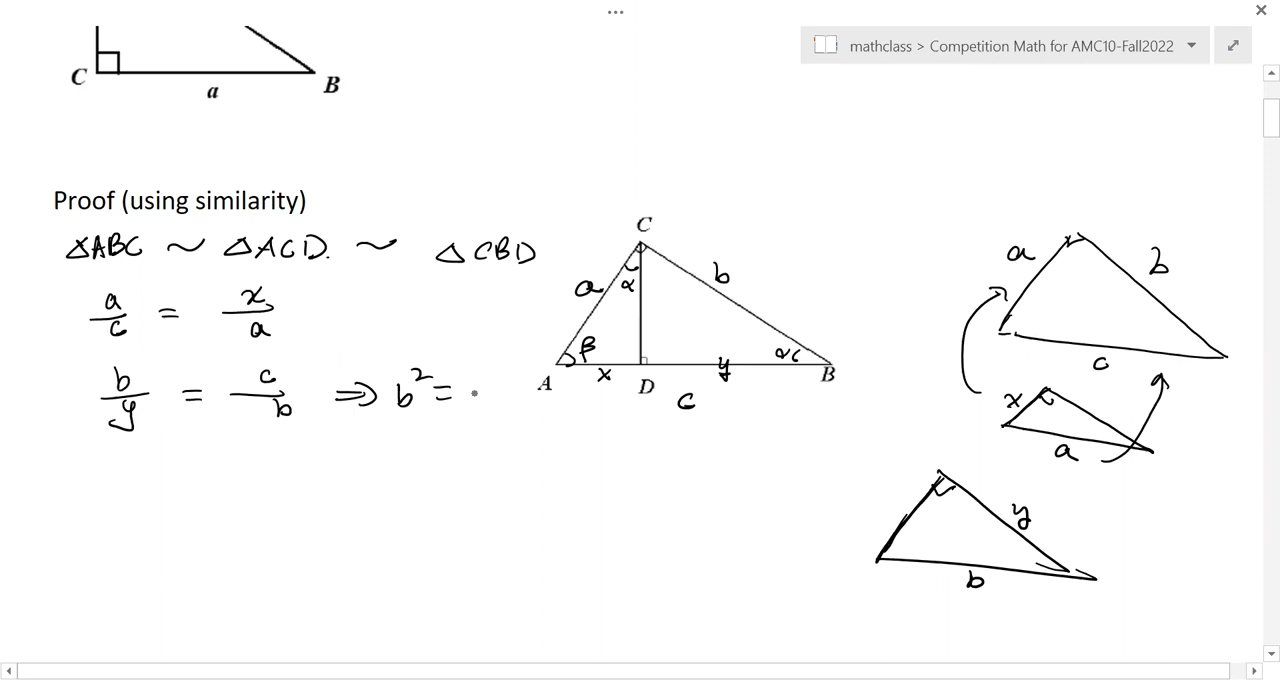 ...
mathclass > Competition Math for AMC10-Fall2022
C
a
B
Proof (using similarity)
△ABC ~ △ACD. ~ △CBD
a/c = x/a
b/y = c/b ⇒ b² =
C
a
α
b
A
β
x
D
y
α
B
c
a
b
c
x
a
y
b